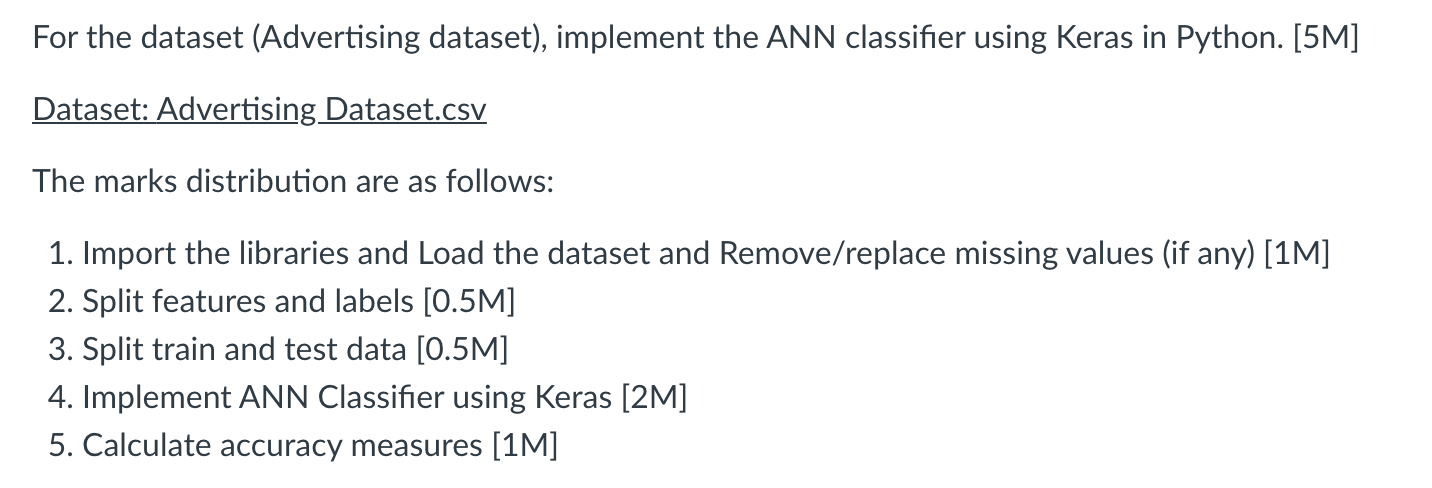 For the dataset (Advertising dataset), implement the ANN classifier using Keras in Python. [5M]
Dataset: Advertising Dataset.csv
The marks distribution are as follows:
1. Import the libraries and Load the dataset and Remove/replace missing values (if any) [1M]
2. Split features and labels [0.5M]
3. Split train and test data [0.5M]
4. Implement ANN Classifier using Keras [2M]
5. Calculate accuracy measures [1M]